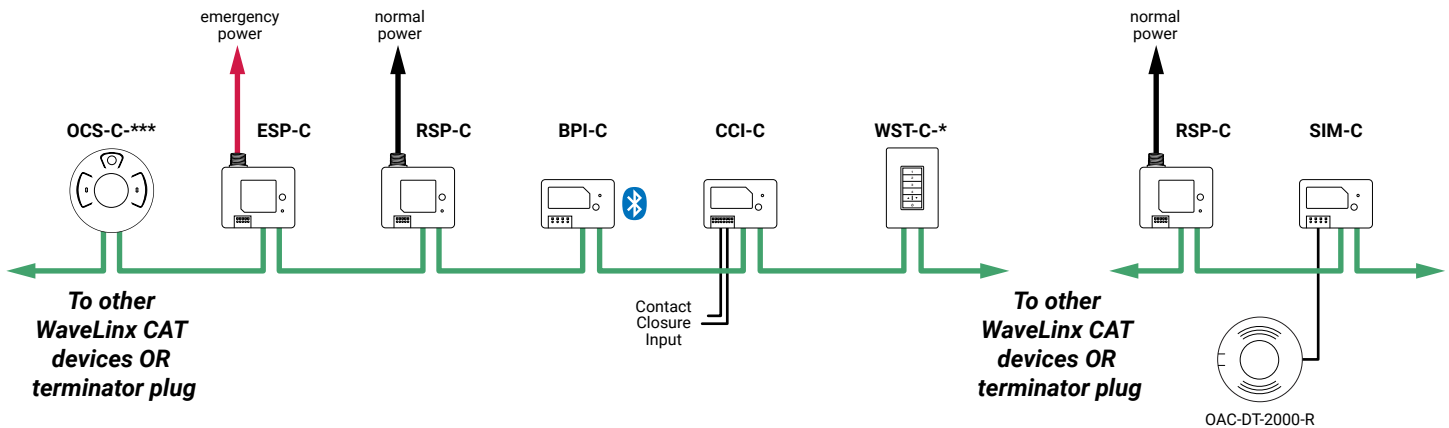 emergency
power
normal
power
normal
power
OCS-C-***
ESP-C
RSP-C
BPI-C
CCI-C
WST-C-*
RSP-C
SIM-C
Contact
Closure
Input
To other
WaveLinx CAT
devices OR
terminator plug
To other
WaveLinx CAT
devices OR
terminator plug
OAC-DT-2000-R